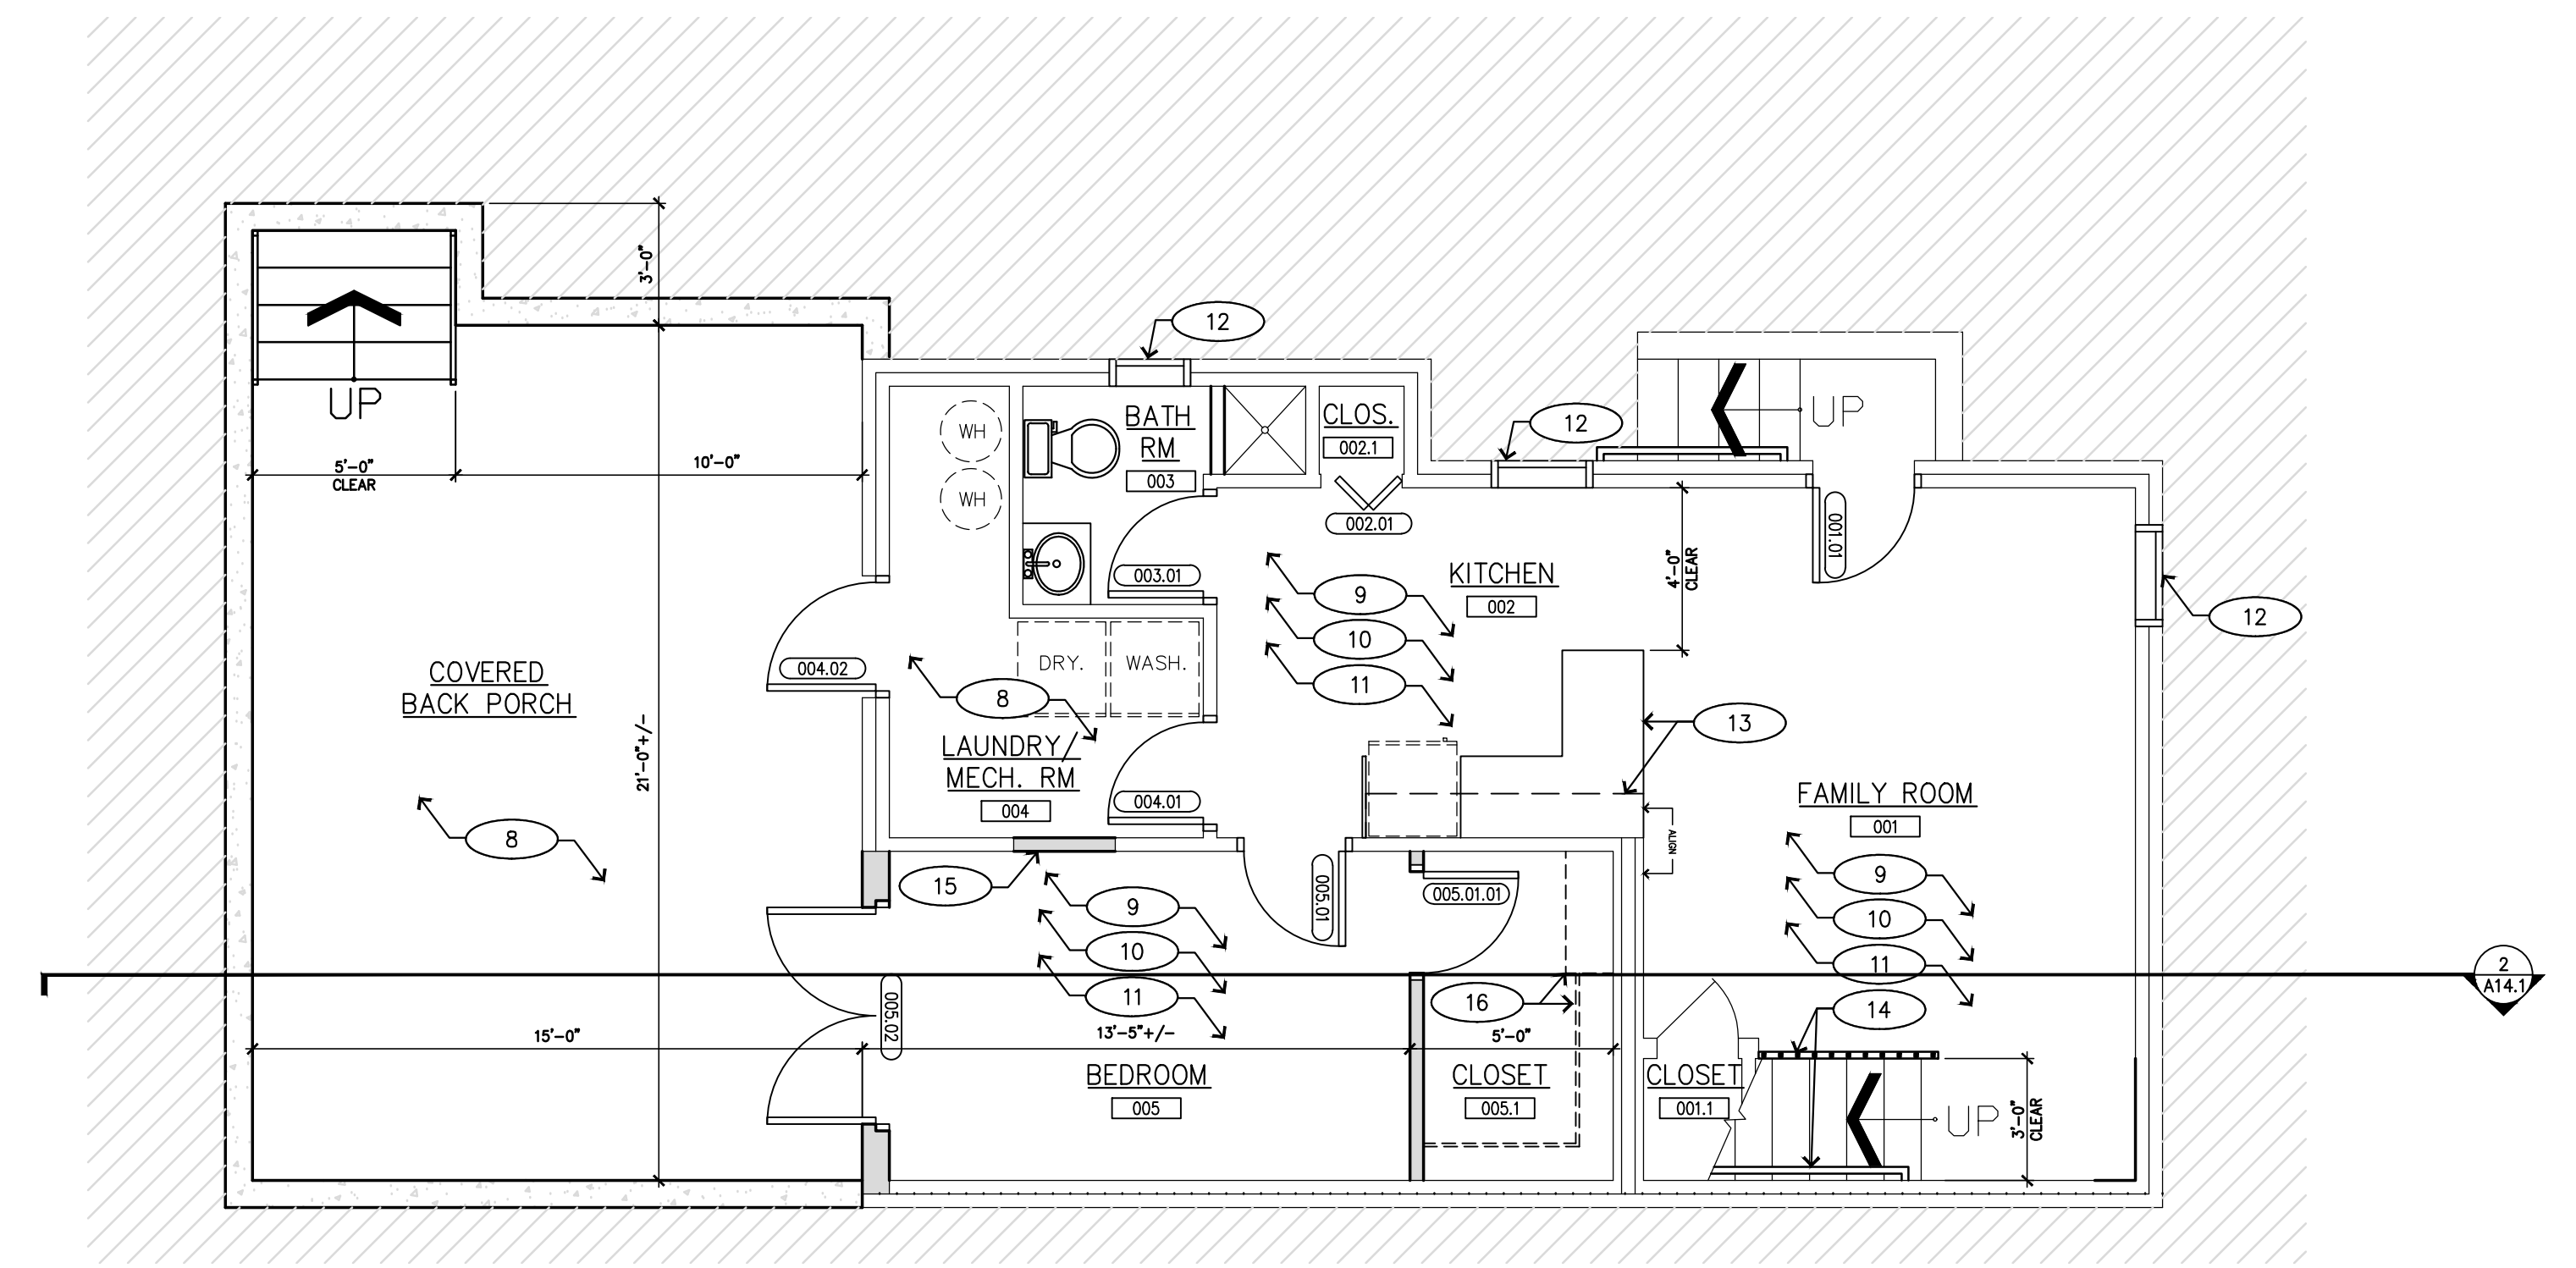 3'-0"
UP
5'-0"
CLEAR
10'-0"
12
BATH
RM
003
CLOS.
002.1
002.01
12
UP
WH
WH
001.01
12
003.01
9
10
11
KITCHEN
002
4'-0"
CLEAR
COVERED
BACK PORCH
21'-0"+/-
004.02
DRY.
WASH.
8
LAUNDRY/
MECH. RM
004
004.01
13
ALIGN
FAMILY ROOM
001
8
15
9
10
11
005.01
005.01.01
9
10
11
14
2
A14.1
16
005.02
15'-0"
13'-5"+/-
5'-0"
BEDROOM
005
CLOSET
005.1
CLOSET
001.1
UP
3'-0"
CLEAR